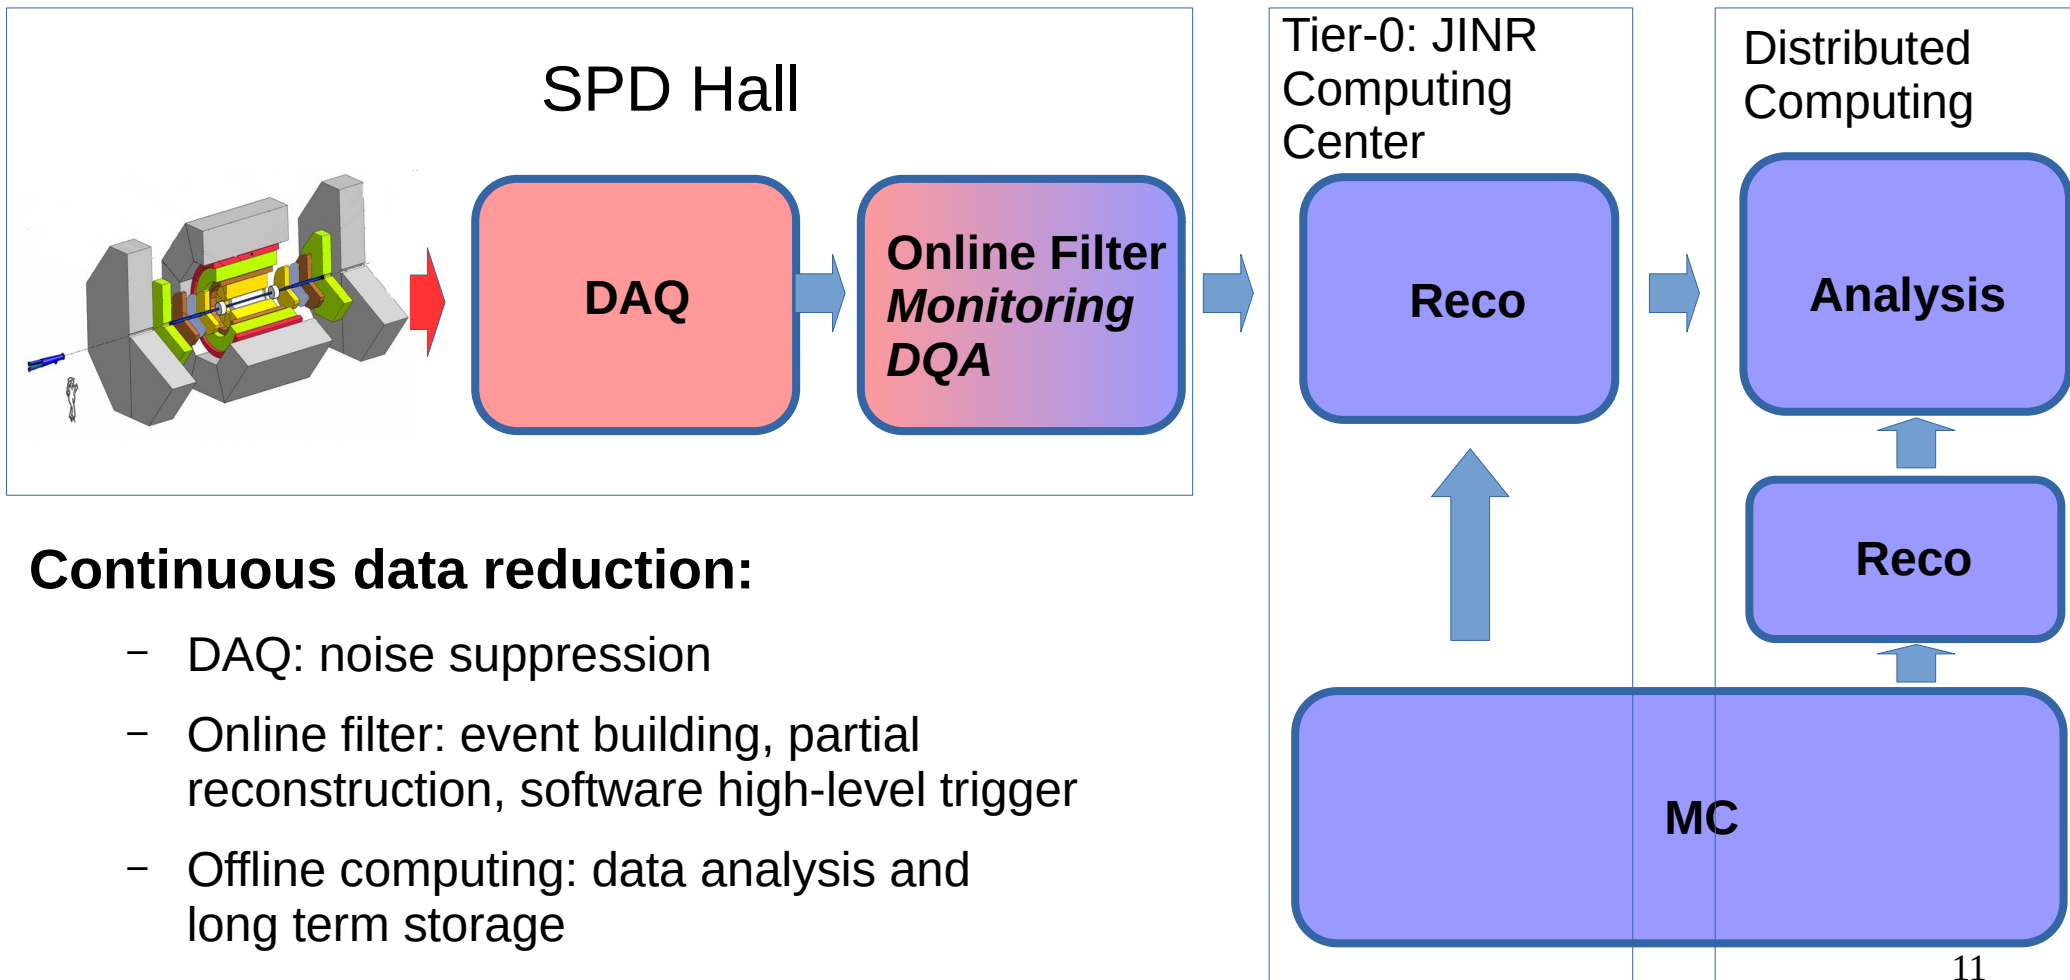 SPD Hall
DAQ
Online Filter
Monitoring
DQA
Tier-0: JINR
Computing
Center
Reco
Distributed
Computing
Analysis
Reco
MC
Continuous data reduction:
– DAQ: noise suppression
– Online filter: event building, partial
reconstruction, software high-level trigger
– Offline computing: data analysis and
long term storage
11